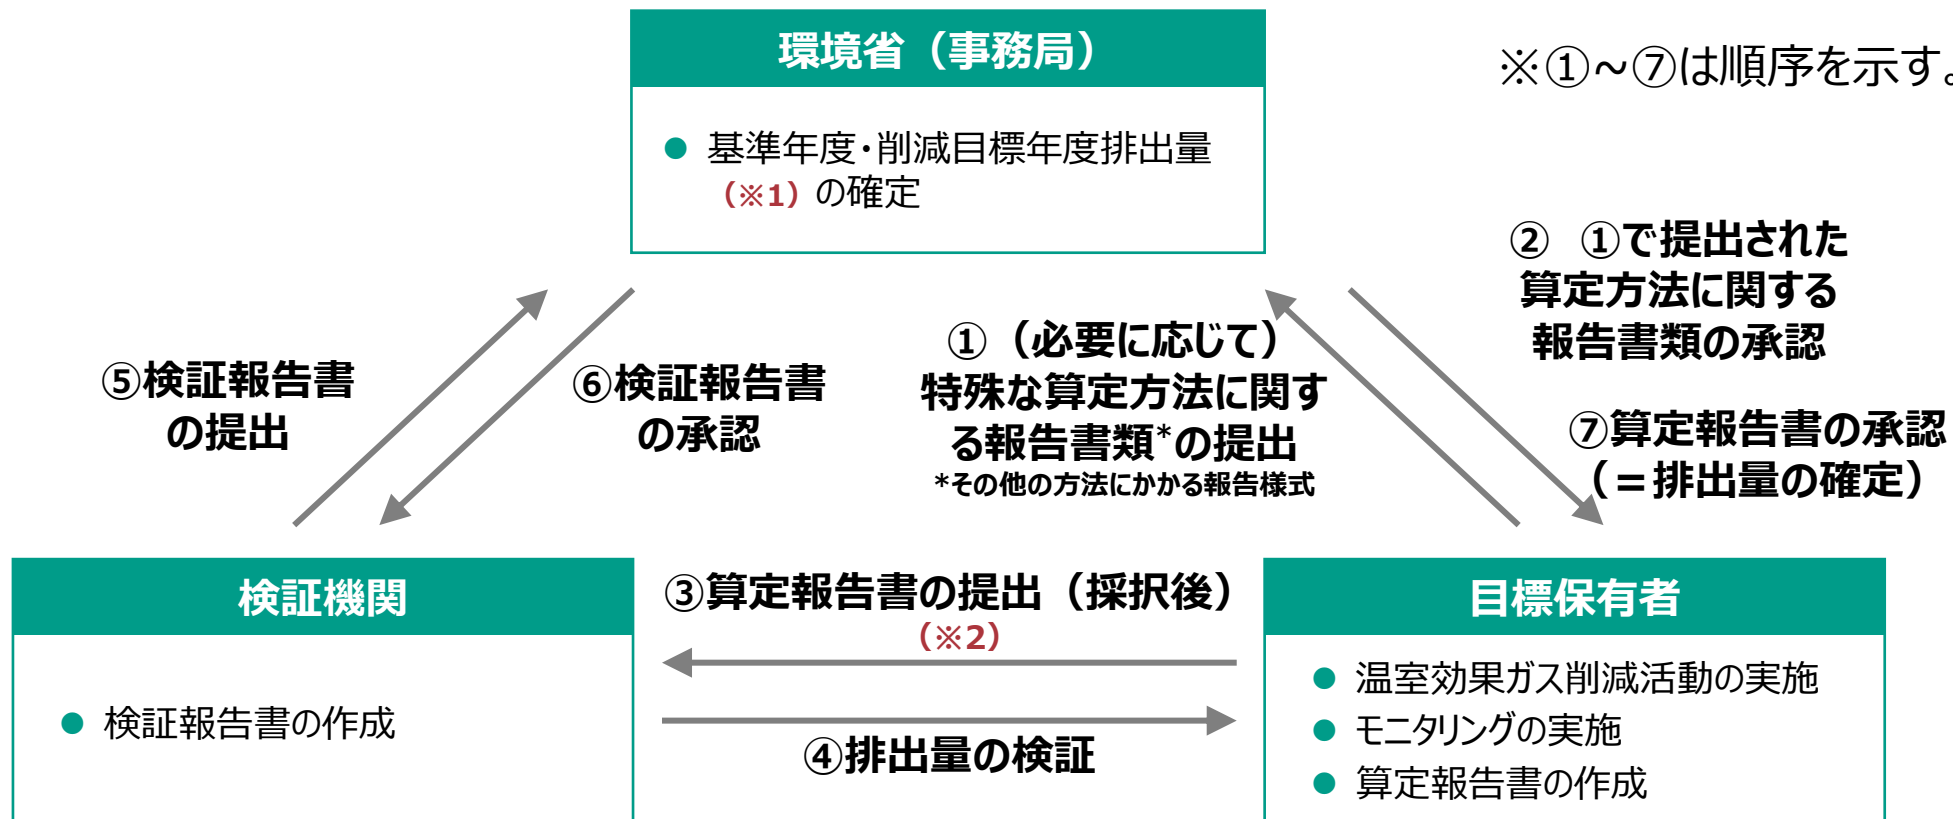 環境省（事務局）
※①~⑦は順序を示す。
● 基準年度・削減目標年度排出量
（※1）の確定
② ①で提出された
算定方法に関する
報告書類の承認
①（必要に応じて）
特殊な算定方法に関す
る報告書類*の提出
*その他の方法にかかる報告様式
⑤検証報告書
の提出
⑥検証報告書
の承認
⑦算定報告書の承認
（＝排出量の確定）
検証機関
● 検証報告書の作成
③算定報告書の提出（採択後）
（※2）
④排出量の検証
目標保有者
● 温室効果ガス削減活動の実施
● モニタリングの実施
● 算定報告書の作成